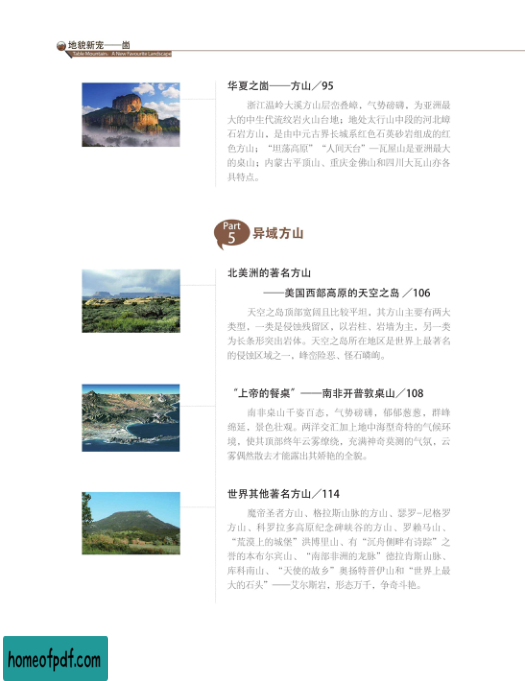 地貌新宠——崮
Table Mountains: A New Favourite Landscape
华夏之崮——方山／95
浙江温岭大溪方山层峦叠嶂，气势磅礴，为亚洲最
大的中生代流纹岩火山台地；地处太行山中段的河北嶂
石岩方山，是由中元古界长城系红色石英砂岩组成的红
色方山；“坦荡高原”“人间天台”—瓦屋山是亚洲最大
的桌山；内蒙古平顶山、重庆金佛山和四川大瓦山亦各
具特点。
Part
5
异域方山
北美洲的著名方山
——美国西部高原的天空之岛 ／106
天空之岛顶部宽阔且比较平坦，其方山主要有两大
类型，一类是侵蚀残留区，以岩柱、岩墙为主，另一类
为长条形突出岩体。天空之岛所在地区是世界上最著名
的侵蚀区域之一，峰峦险恶、怪石嶙峋。
“上帝的餐桌”——南非开普敦桌山／108
南非桌山千姿百态，气势磅礴，郁郁葱葱，群峰
绵延，景色壮观。两洋交汇加上地中海型奇特的气候环
境，使其顶部终年云雾缭绕，充满神奇莫测的气氛，云
雾偶然散去才能露出其娇艳的全貌。
世界其他著名方山／114
魔帝圣者方山、格拉斯山脉的方山、瑟罗-尼格罗
方山、科罗拉多高原纪念碑峡谷的方山、罗赖马山、
“荒漠上的城堡”洪博里山、有“沉舟侧畔有诗踪”之
誉的本布尔宾山、“南部非洲的龙脉”德拉肯斯山脉、
库科南山、“天使的故乡”奥扬特普伊山和“世界上最
大的石头”——艾尔斯岩，形态万千，争奇斗艳。
homeofpdf.com